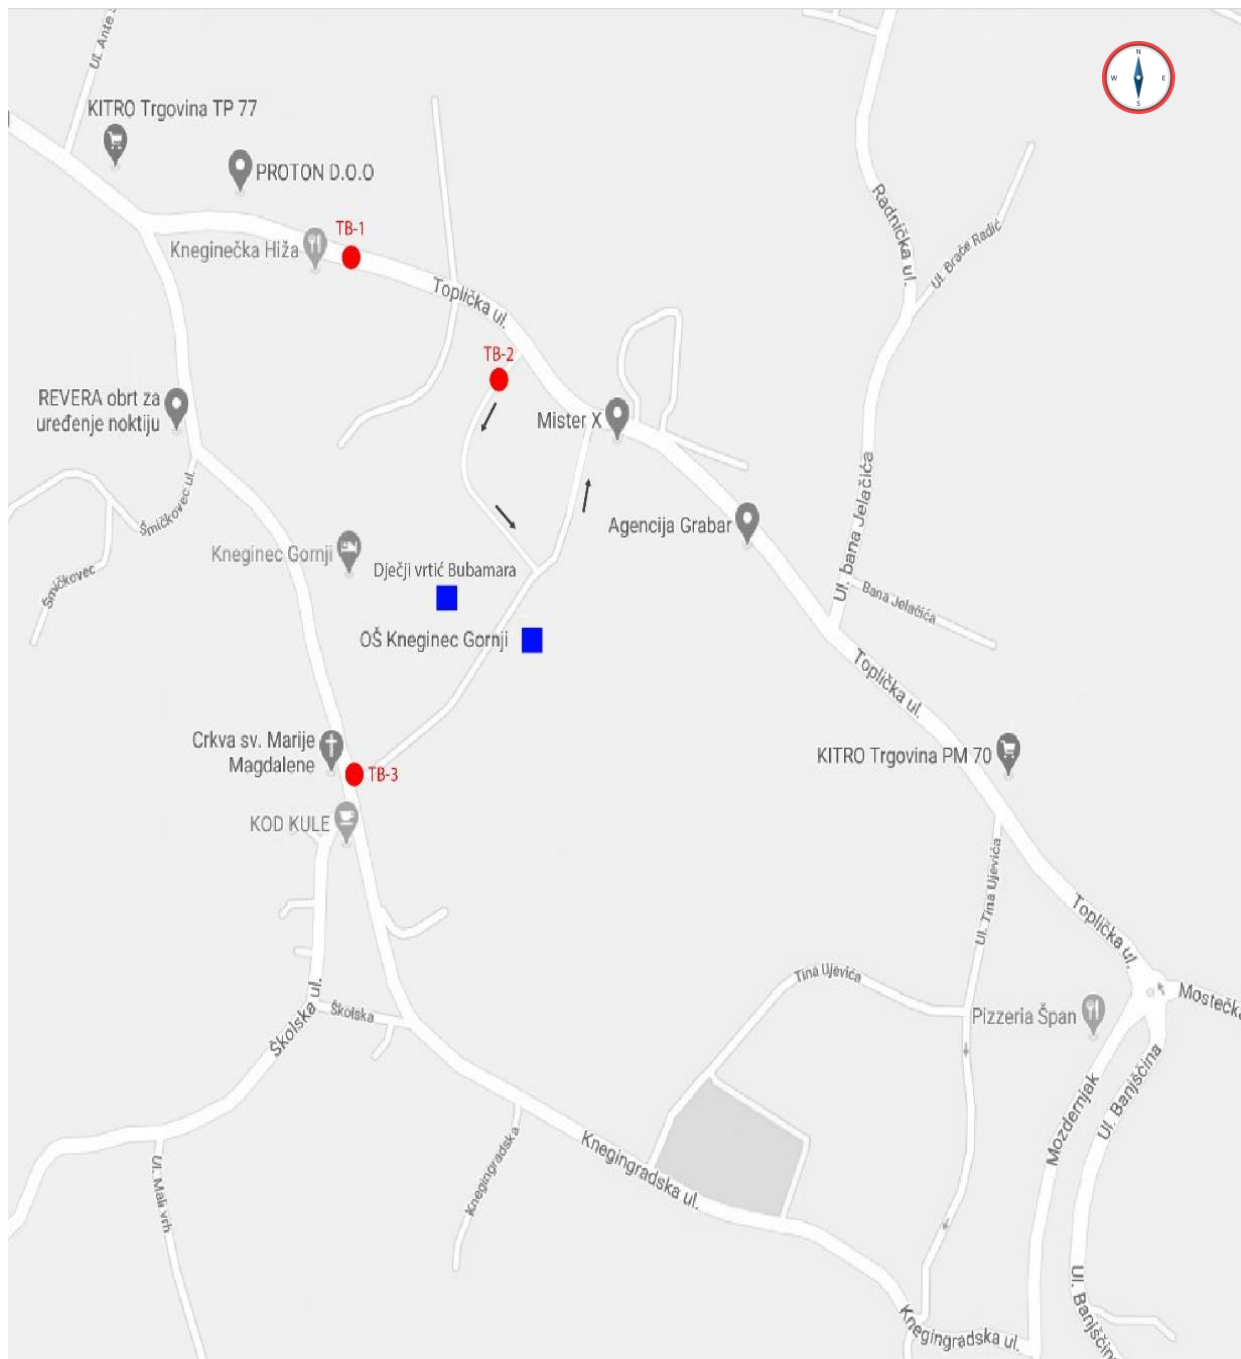 Ul. Ante S
KITRO Trgovina TP 77
PROTON D.O.O
N
W
E
S
TB-1
Kneginečka Hiža
Toplička ul.
Radnička ul.
Ul. Braće Radić
TB-2
REVERA obrt za
uređenje noktiju
Mister X
Šmičkovec ul.
Agencija Grabar
Ul. bana Jelačića
Kneginec Gornji
Dječji vrtić Bubamara
Šmičkovec
Bana Jelačića
OŠ Kneginec Gornji
Toplička ul.
Crkva sv. Marije
Magdalene
TB-3
KITRO Trgovina PM 70
KOD KULE
Ul. Tina Ujevića
Toplička ul.
Tina Ujevića
Mostečka
Školska ul.
Školska
Pizzeria Špan
Mozdernjak
Ul. Banjščina
Knegingradska ul.
Knegingradska
Ul. Mali vrh
Ul. Banjščina
Knegingradska ul.